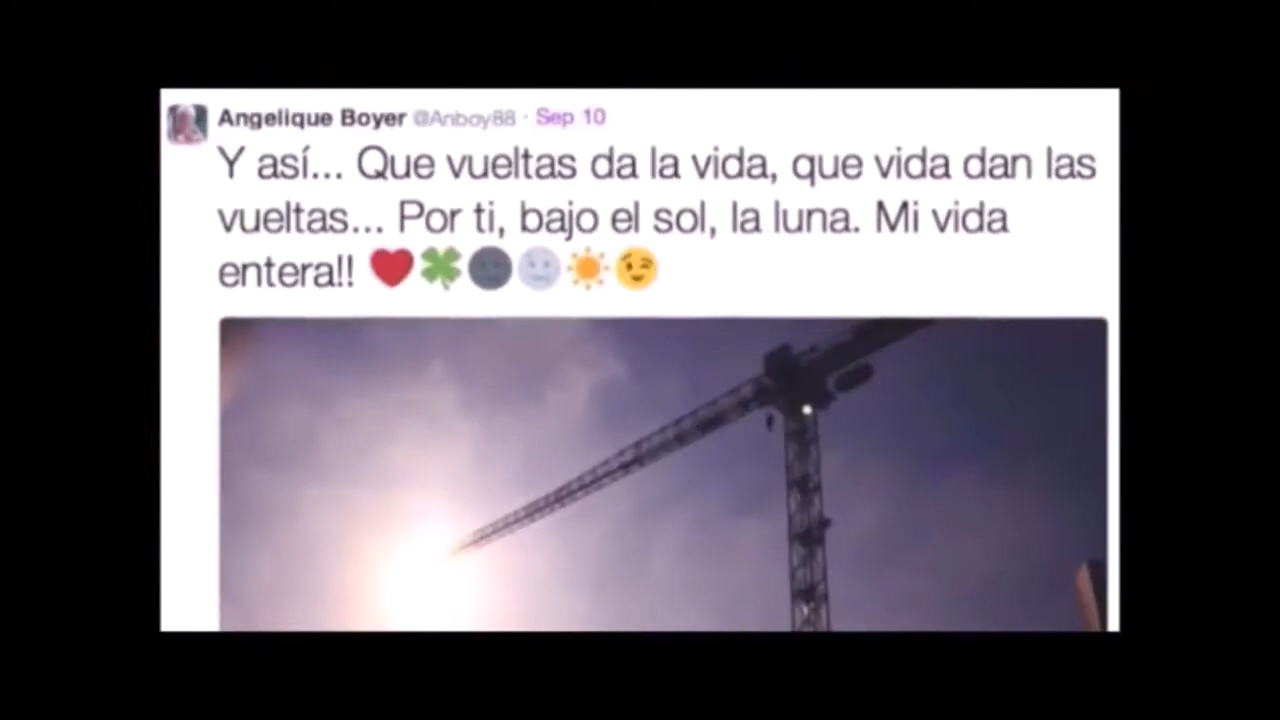 Angelique Boyer @Anboy88 · Sep 10
Y así... Que vueltas da la vida, que vida dan las
vueltas... Por ti, bajo el sol, la luna. Mi vida
entera!! ❤️🍀🌚🌝☀️😉